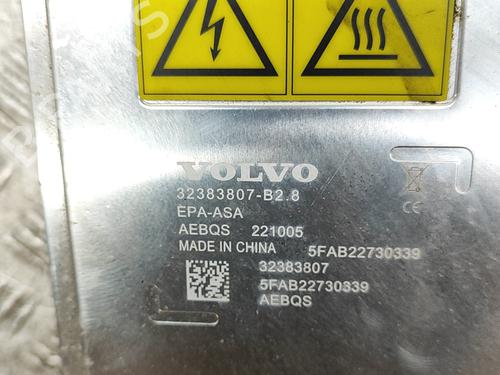 VOLVO
32383807-B2.8
EPA-ASA
AEBQS 221005
MADE IN CHINA 5FAB22730339
32383807
5FAB22730339
AEBQS
CE